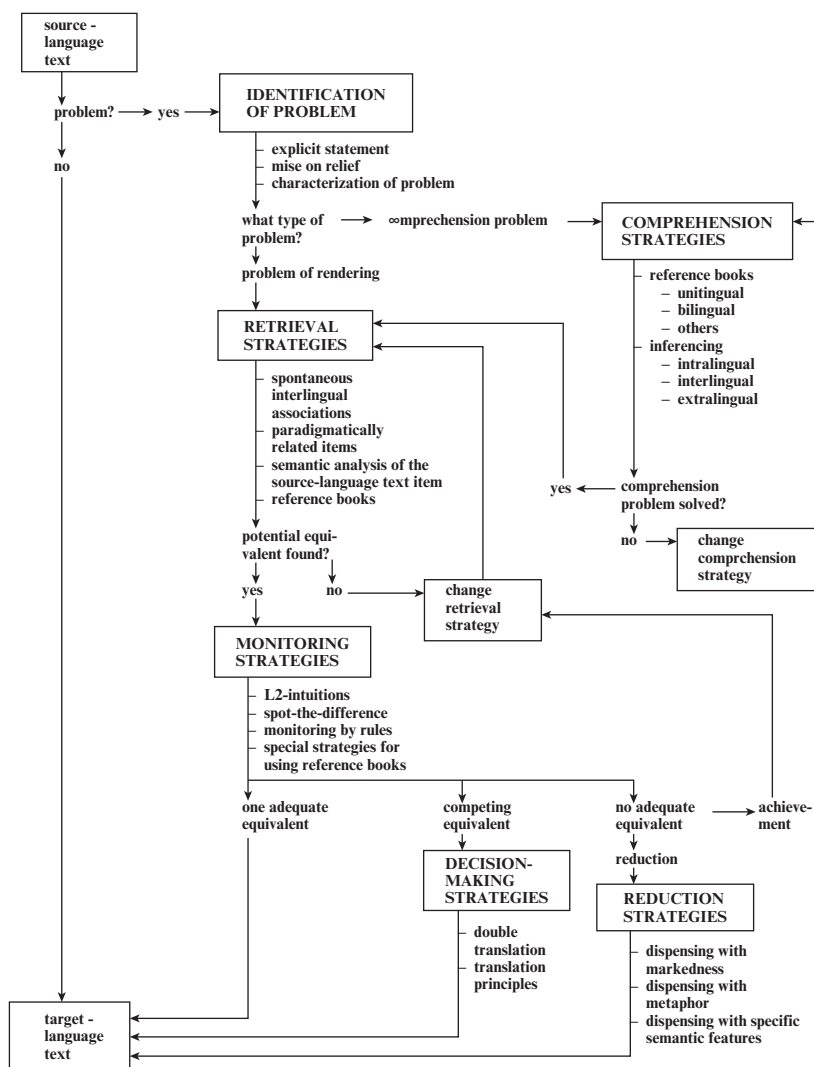 source -
language
text
problem?
yes
no
IDENTIFICATION
OF PROBLEM
– explicit statement
– mise on relief
– characterization of problem
what type of
problem?
∞mprechension problem
COMPREHENSION
STRATEGIES
problem of rendering
– reference books
– unitingual
– bilingual
– others
– inferencing
– intralingual
– interlingual
– extralingual
RETRIEVAL
STRATEGIES
– spontaneous
interlingual
associations
– paradigmatically
related items
– semantic analysis of the
source-language text item
– reference books
yes
comprehension
problem solved?
no
change
comprchension
strategy
potential equi-
valent found?
yes
no
change
retrieval
strategy
MONITORING
STRATEGIES
– L2-intuitions
– spot-the-difference
– monitoring by rules
– special strategies for
using reference books
one adequate
equivalent
competing
equivalent
no adequate
equivalent
achieve-
ment
reduction
DECISION-
MAKING
STRATEGIES
REDUCTION
STRATEGIES
– double
translation
– translation
principles
– dispensing with
markedness
– dispensing with
metaphor
– dispensing with specific
semantic features
target -
language
text